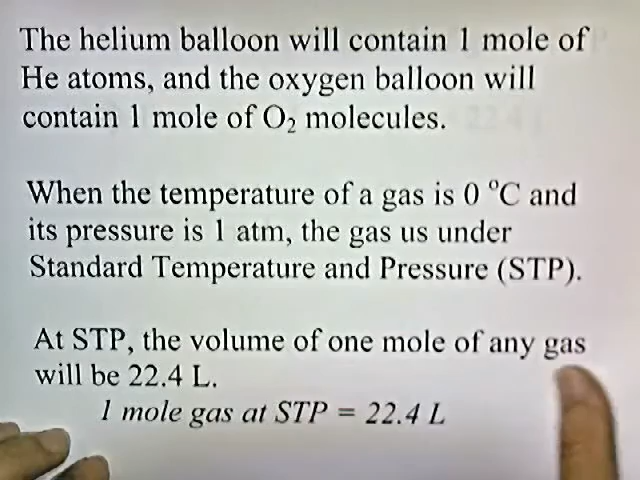 The helium balloon will contain 1 mole of
He atoms, and the oxygen balloon will
contain 1 mole of O₂ molecules.
When the temperature of a gas is 0 °C and
its pressure is 1 atm, the gas us under
Standard Temperature and Pressure (STP).
At STP, the volume of one mole of any gas
will be 22.4 L.
1 mole gas at STP = 22.4 L